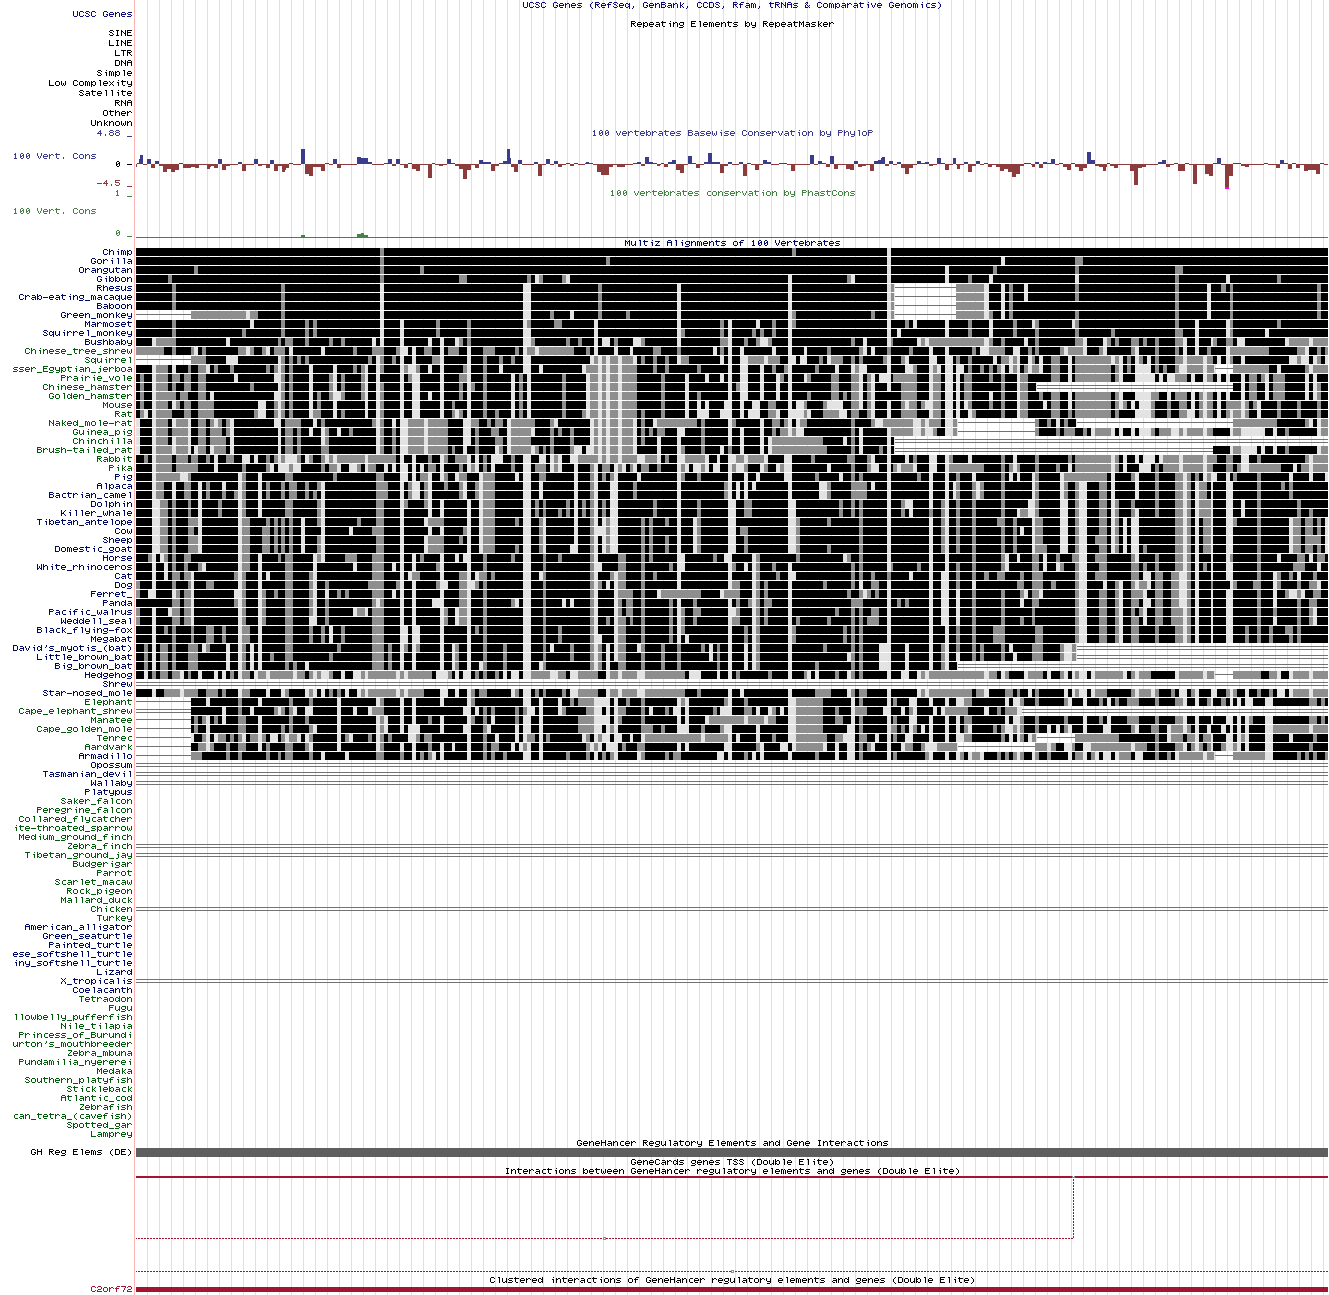 UCSC Genes (RefSeq, GenBank, CCDS, Rfam, tRNAs & Comparative Genomics)
UCSC Genes
Repeating Elements by RepeatMasker
SINE
LINE
LTR
DNA
Simple
Low Complexity
Satellite
RNA
Other
Unknown
4.88 _
100 vertebrates Basewise Conservation by PhyloP
100 Vert. Cons
0 _
-4.5 _
100 vertebrates conservation by PhastCons
1 _
100 Vert. Cons
0 _
Multiz Alignments of 100 Vertebrates
Chimp
Gorilla
Orangutan
Gibbon
Rhesus
Crab-eating_macaque
Baboon
Green_monkey
Marmoset
Squirrel_monkey
Bushbaby
Chinese_tree_shrew
Squirrel
sser_Egyptian_jerboa
Prairie_vole
Chinese_hamster
Golden_hamster
Mouse
Rat
Naked_mole-rat
Guinea_pig
Chinchilla
Brush-tailed_rat
Rabbit
Pika
Pig
Alpaca
Bactrian_camel
Dolphin
Killer_whale
Tibetan_antelope
Cow
Sheep
Domestic_goat
Horse
White_rhinoceros
Cat
Dog
Ferret_
Panda
Pacific_walrus
Weddell_seal
Black_flying-fox
Megabat
David's_myotis_(bat)
Little_brown_bat
Big_brown_bat
Hedgehog
Shrew
Star-nosed_mole
Elephant
Cape_elephant_shrew
Manatee
Cape_golden_mole
Tenrec
Aardvark
Armadillo
Opossum
Tasmanian_devil
Wallaby
Platypus
Saker_falcon
Peregrine_falcon
Collared_flycatcher
ite-throated_sparrow
Medium_ground_finch
Zebra_finch
Tibetan_ground_jay
Budgerigar
Parrot
Scarlet_macaw
Rock_pigeon
Mallard_duck
Chicken
Turkey
American_alligator
Green_seaturtle
Painted_turtle
ese_softshell_turtle
iny_softshell_turtle
Lizard
X_tropicalis
Coelacanth
Tetraodon
Fugu
llowbelly_pufferfish
Nile_tilapia
Princess_of_Burundi
urton's_mouthbreeder
Zebra_mbuna
Pundamilia_nyererei
Medaka
Southern_platyfish
Stickleback
Atlantic_cod
Zebrafish
can_tetra_(cavefish)
Spotted_gar
Lamprey
GeneHancer Regulatory Elements and Gene Interactions
GH Reg Elems (DE)
GeneCards genes TSS (Double Elite)
Interactions between GeneHancer regulatory elements and genes (Double Elite)
Clustered interactions of GeneHancer regulatory elements and genes (Double Elite)
C2orf72